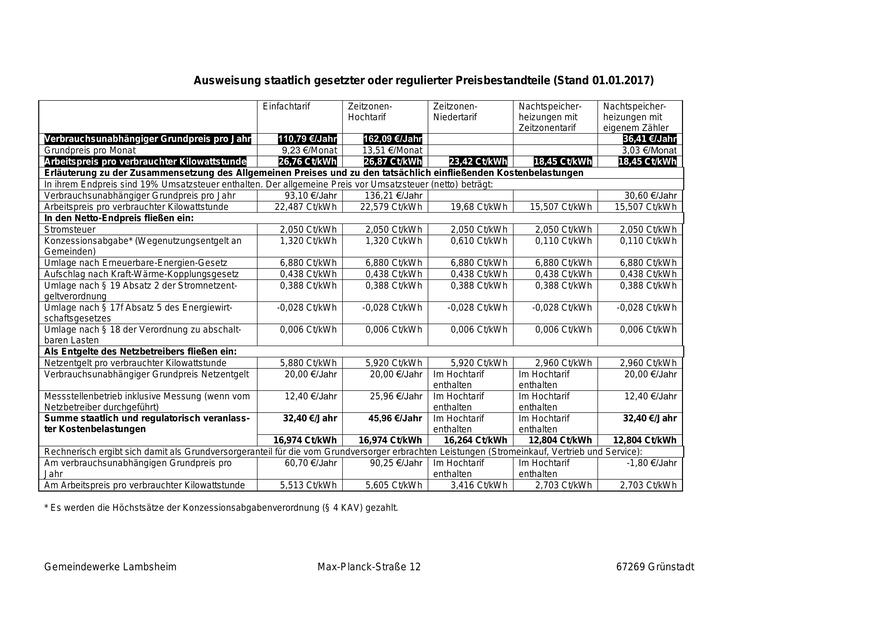 Ausweisung staatlich gesetzter oder regulierter Preisbestandteile (Stand 01.01.2017)
Einfachtarif Zeitzonen- Zeitzonen- Nachtspeicher- Nachtspeicher-
Hochtarif Niedertarif heizungen mit heizungen mit
Zeitzonentarif eigenem Zähler
Verbrauchsunabhängiger Grundpreis pro Jahr 110,79 €/Jahr 162,09 €/Jahr 36,41 €/Jahr
Grundpreis pro Monat 9,23 €/Monat 13,51 €/Monat 3,03 €/Monat
Arbeitspreis pro verbrauchter Kilowattstunde 26,76 Ct/kWh 26,87 Ct/kWh 23,42 Ct/kWh 18,45 Ct/kWh 18,45 Ct/kWh
Erläuterung zu der Zusammensetzung des Allgemeinen Preises und zu den tatsächlich einfließenden Kostenbelastungen
In ihrem Endpreis sind 19% Umsatzsteuer enthalten. Der allgemeine Preis vor Umsatzsteuer (netto) beträgt:
Verbrauchsunabhängiger Grundpreis pro Jahr 93,10 €/Jahr 136,21 €/Jahr 30,60 €/Jahr
Arbeitspreis pro verbrauchter Kilowattstunde 22,487 Ct/kWh 22,579 Ct/kWh 19,68 Ct/kWh 15,507 Ct/kWh 15,507 Ct/kWh
In den Netto-Endpreis fließen ein:
Stromsteuer 2,050 Ct/kWh 2,050 Ct/kWh 2,050 Ct/kWh 2,050 Ct/kWh 2,050 Ct/kWh
Konzessionsabgabe* (Wegenutzungsentgelt an 1,320 Ct/kWh 1,320 Ct/kWh 0,610 Ct/kWh 0,110 Ct/kWh 0,110 Ct/kWh
Gemeinden)
Umlage nach Erneuerbare-Energien-Gesetz 6,880 Ct/kWh 6,880 Ct/kWh 6,880 Ct/kWh 6,880 Ct/kWh 6,880 Ct/kWh
Aufschlag nach Kraft-Wärme-Kopplungsgesetz 0,438 Ct/kWh 0,438 Ct/kWh 0,438 Ct/kWh 0,438 Ct/kWh 0,438 Ct/kWh
Umlage nach § 19 Absatz 2 der Stromnetzent- 0,388 Ct/kWh 0,388 Ct/kWh 0,388 Ct/kWh 0,388 Ct/kWh 0,388 Ct/kWh
geltverordnung
Umlage nach § 17f Absatz 5 des Energiewirt- -0,028 Ct/kWh -0,028 Ct/kWh -0,028 Ct/kWh -0,028 Ct/kWh -0,028 Ct/kWh
schaftsgesetzes
Umlage nach § 18 der Verordnung zu abschalt- 0,006 Ct/kWh 0,006 Ct/kWh 0,006 Ct/kWh 0,006 Ct/kWh 0,006 Ct/kWh
baren Lasten
Als Entgelte des Netzbetreibers fließen ein:
Netzentgelt pro verbrauchter Kilowattstunde 5,880 Ct/kWh 5,920 Ct/kWh 5,920 Ct/kWh 2,960 Ct/kWh 2,960 Ct/kWh
Verbrauchsunabhängiger Grundpreis Netzentgelt 20,00 €/Jahr 20,00 €/Jahr Im Hochtarif Im Hochtarif 20,00 €/Jahr
enthalten enthalten
Messstellenbetrieb inklusive Messung (wenn vom 12,40 €/Jahr 25,96 €/Jahr Im Hochtarif Im Hochtarif 12,40 €/Jahr
Netzbetreiber durchgeführt) enthalten enthalten
Summe staatlich und regulatorisch veranlass- 32,40 €/Jahr 45,96 €/Jahr Im Hochtarif Im Hochtarif 32,40 €/Jahr
ter Kostenbelastungen enthalten enthalten
16,974 Ct/kWh 16,974 Ct/kWh 16,264 Ct/kWh 12,804 Ct/kWh 12,804 Ct/kWh
Rechnerisch ergibt sich damit als Grundversorgeranteil für die vom Grundversorger erbrachten Leistungen (Stromeinkauf, Vertrieb und Service):
Am verbrauchsunabhängigen Grundpreis pro 60,70 €/Jahr 90,25 €/Jahr Im Hochtarif Im Hochtarif -1,80 €/Jahr
Jahr enthalten enthalten
Am Arbeitspreis pro verbrauchter Kilowattstunde 5,513 Ct/kWh 5,605 Ct/kWh 3,416 Ct/kWh 2,703 Ct/kWh 2,703 Ct/kWh
* Es werden die Höchstsätze der Konzessionsabgabenverordnung (§ 4 KAV) gezahlt.
Gemeindewerke Lambsheim Max-Planck-Straße 12 67269 Grünstadt